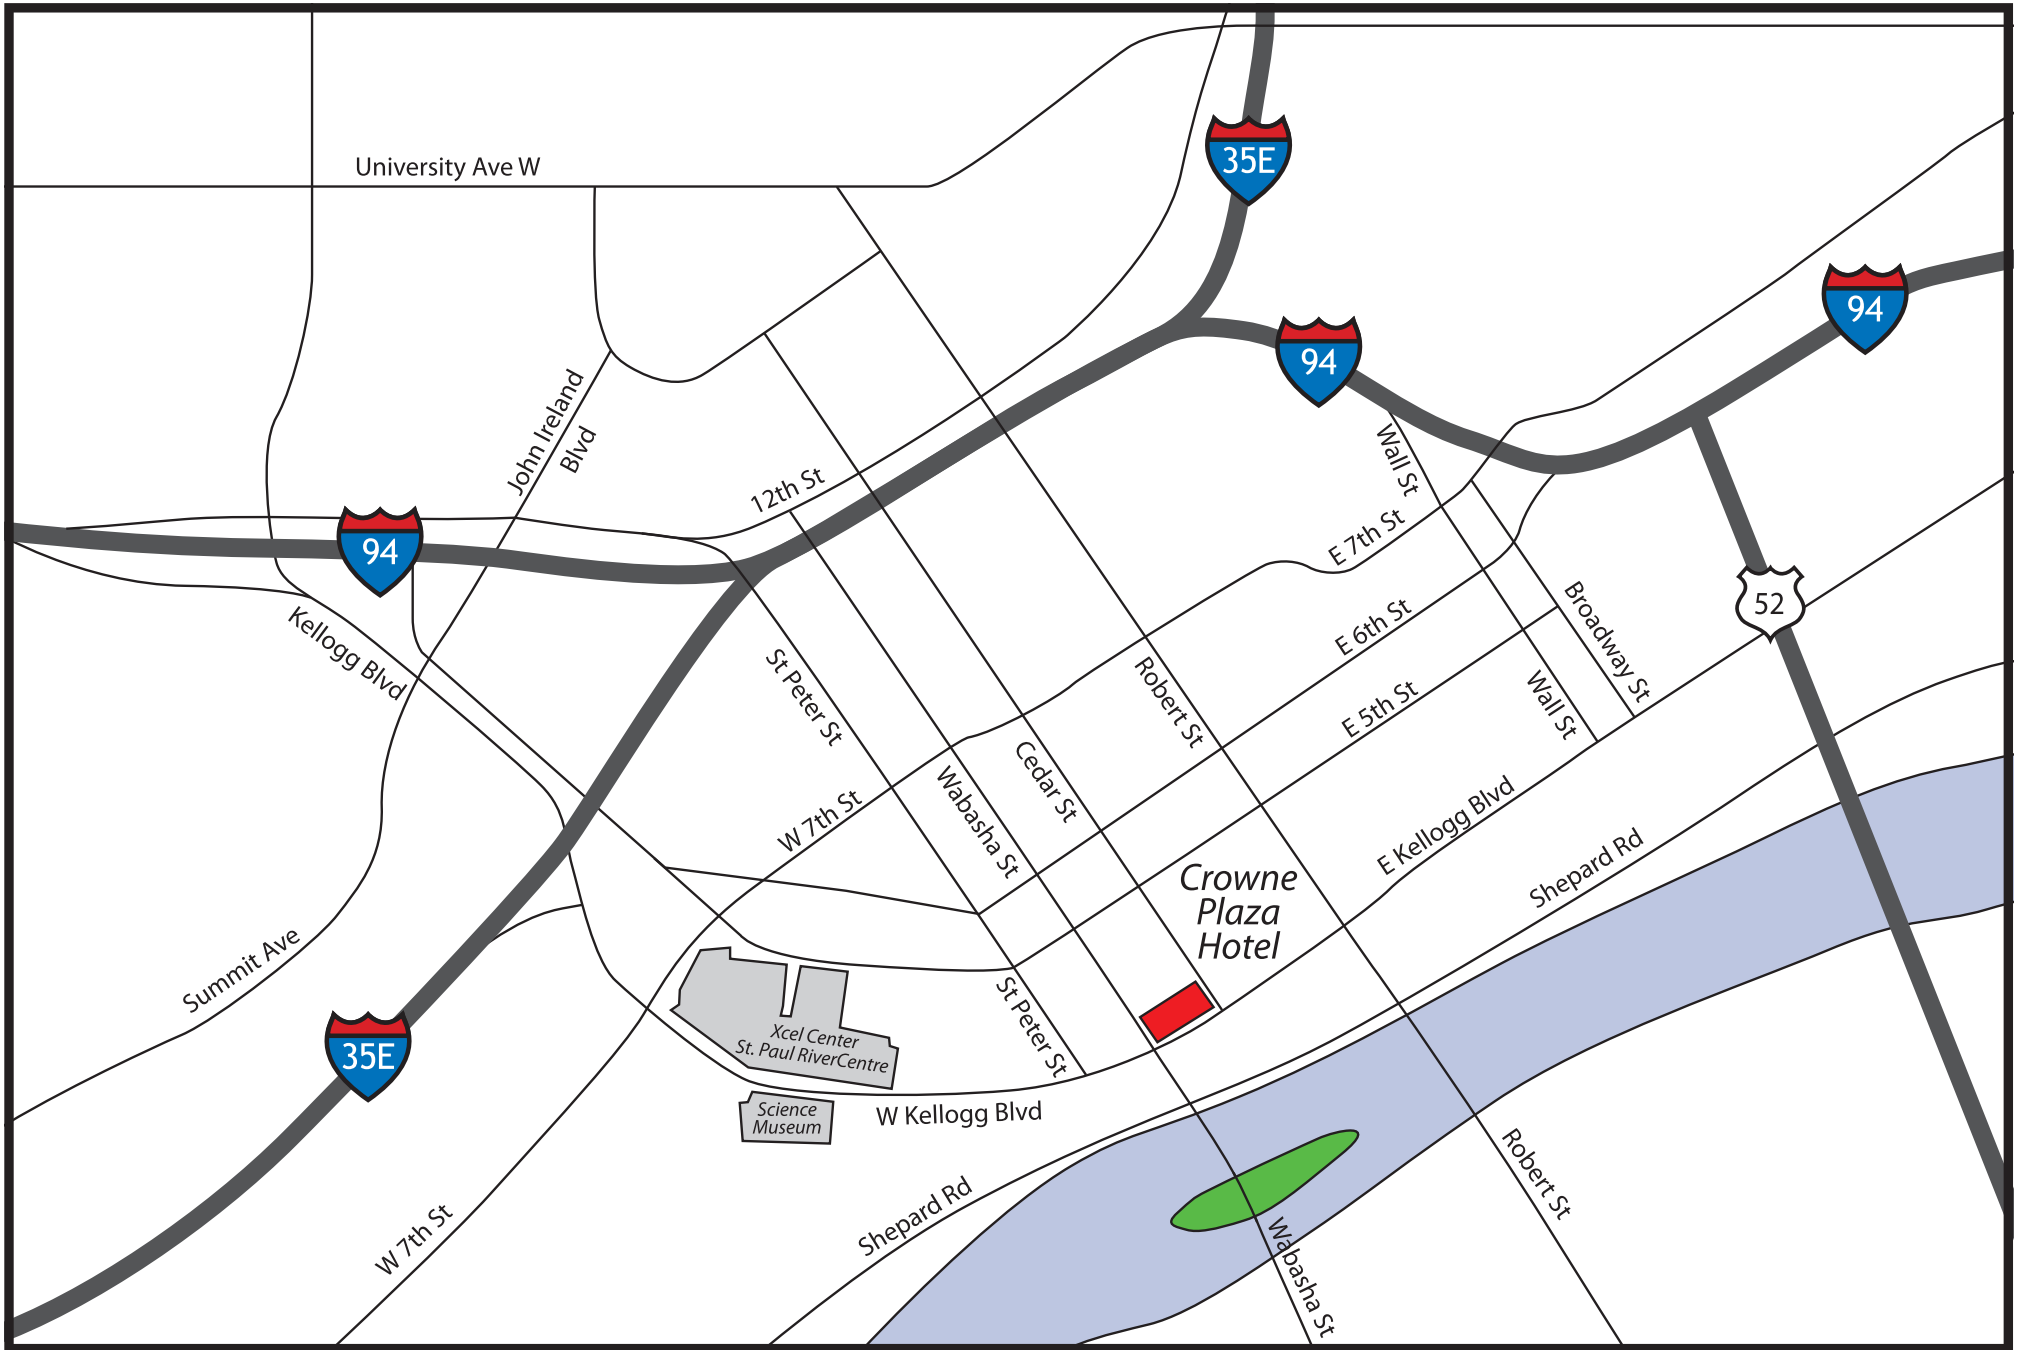 University Ave W
35E
94
94
John Ireland
Blvd
12th St
Wall St
94
E 7th St
52
Kellogg Blvd
E 6th St
Broadway St
St Peter St
Robert St
E 5th St
Wall St
Cedar St
Wabasha St
W 7th St
E Kellogg Blvd
Shepard Rd
Crowne
Plaza
Hotel
Summit Ave
St Peter St
35E
Xcel Center
St. Paul RiverCentre
Science
Museum
W Kellogg Blvd
Shepard Rd
Robert St
W 7th St
Wabasha St